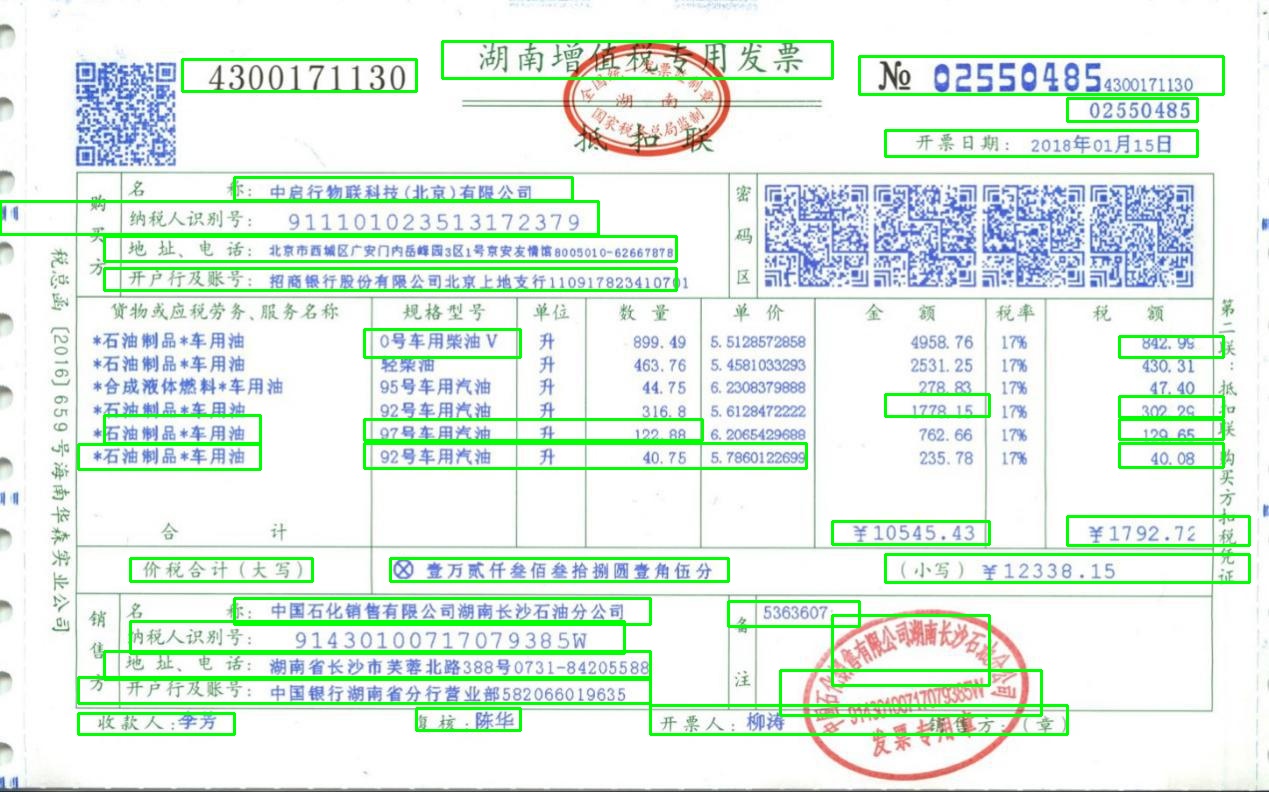 湖南增值税专用发票
4300171130
№ 02550485
4300171130
02550485
全国统一发票监制章
湖南
国家税务总局监制
抵扣联
开票日期: 2018年01月15日
购买方
名称: 中启行物联科技(北京)有限公司
纳税人识别号: 911101023513172379
地址、电话: 北京市西城区广安门内岳峰园3区1号京安友情馆8005010-62667878
开户行及账号: 招商银行股份有限公司北京上地支行110917823410701
密码区
货物或应税劳务、服务名称 规格型号 单位 数量 单价 金额 税率 税额
*石油制品*车用油 0号车用柴油V 升 899.49 5.5128572858 4958.76 17% 842.99
*石油制品*车用油 轻柴油 升 463.76 5.4581033293 2531.25 17% 430.31
*合成液体燃料*车用油 95号车用汽油 升 44.75 6.2308379888 278.83 17% 47.40
*石油制品*车用油 92号车用汽油 升 316.8 5.6128472222 1778.15 17% 302.29
*石油制品*车用油 97号车用汽油 升 122.88 6.2065429688 762.66 17% 129.65
*石油制品*车用油 92号车用汽油 升 40.75 5.7860122699 235.78 17% 40.08
合计 ¥10545.43 ¥1792.72
价税合计(大写) ⊗ 壹万贰仟叁佰叁拾捌圆壹角伍分 (小写) ¥12338.15
销售方
名称: 中国石化销售有限公司湖南长沙石油分公司
纳税人识别号: 91430100717079385W
地址、电话: 湖南省长沙市芙蓉北路388号0731-84205588
开户行及账号: 中国银行湖南省分行营业部582066019635
备注
5363607
中国石化销售有限公司湖南长沙石油分公司
91430100717079385W
发票专用章
收款人:李芳 复核:陈华 开票人:柳涛 销售方:(章)
税总函〔2016〕659号海南华森实业公司
第二联:抵扣联 购买方扣税凭证